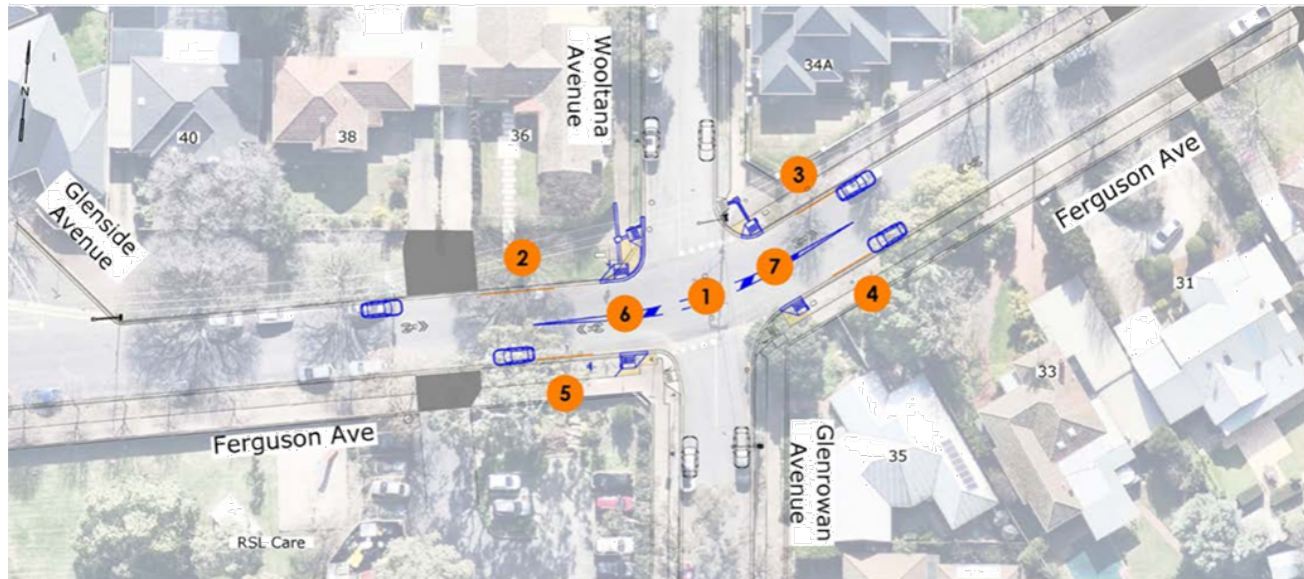 N
Wooltana
Avenue
34A
40
38
36
3
Ferguson Ave
Glenside
Avenue
2
7
1
6
4
31
5
33
Ferguson Ave
Glenrowan
Avenue
35
RSL Care